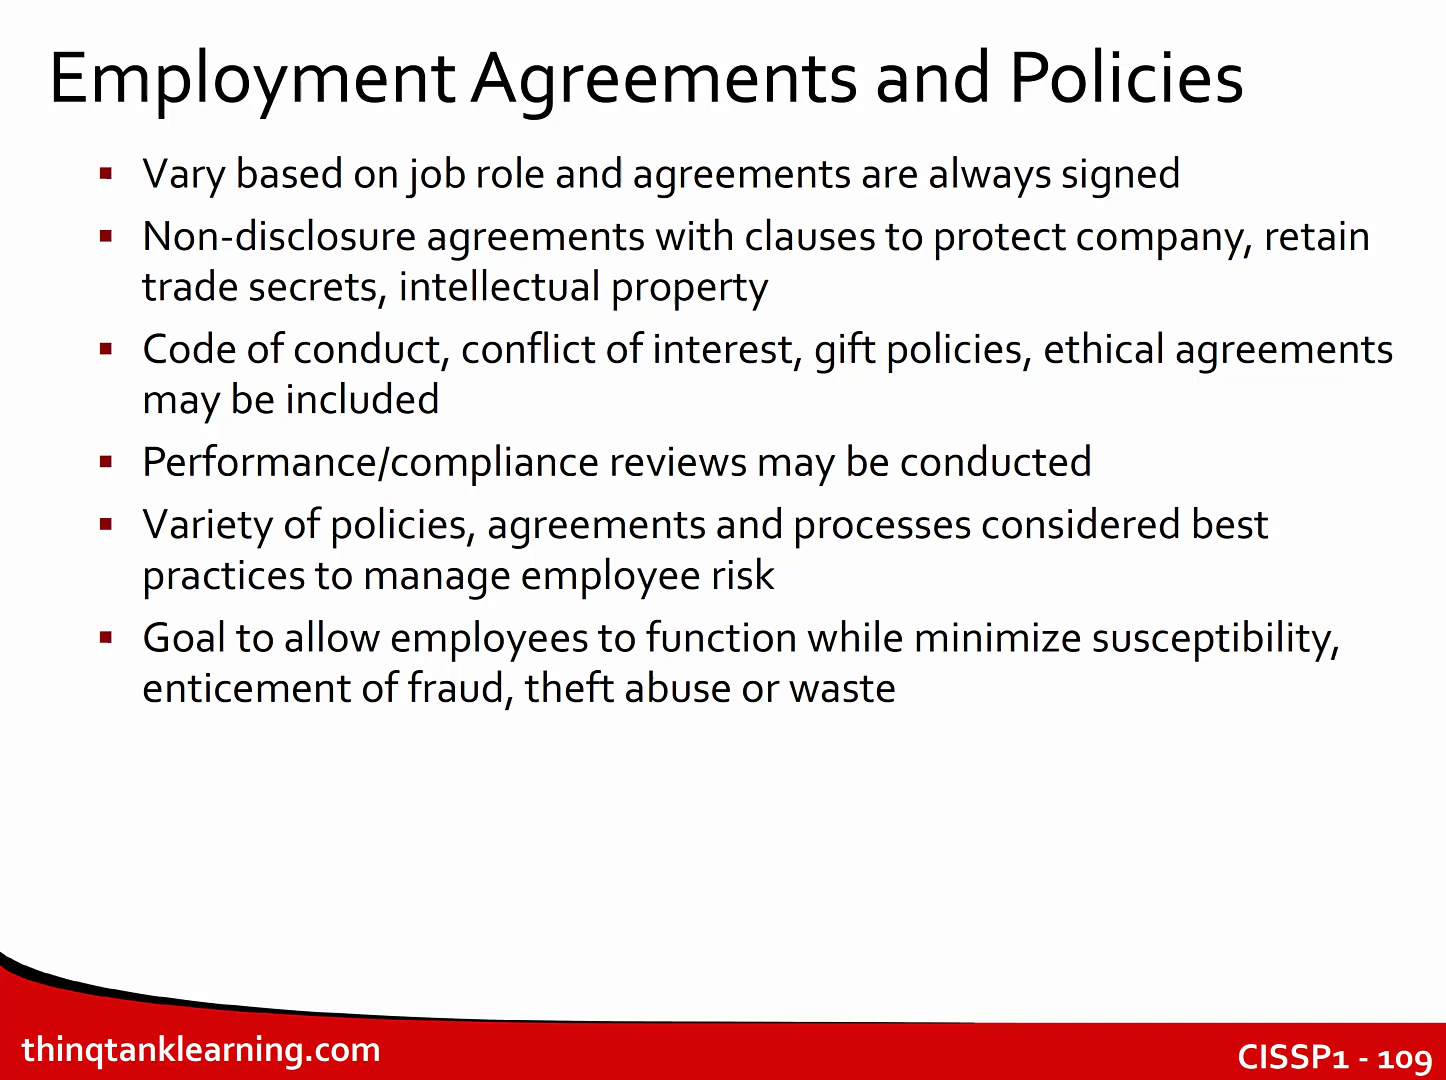 Employment Agreements and Policies
Vary based on job role and agreements are always signed
Non-disclosure agreements with clauses to protect company, retain
trade secrets, intellectual property
Code of conduct, conflict of interest, gift policies, ethical agreements
may be included
Performance/compliance reviews may be conducted
Variety of policies, agreements and processes considered best
practices to manage employee risk
Goal to allow employees to function while minimize susceptibility,
enticement of fraud, theft abuse or waste
thinqtanklearning.com
CISSP1 - 109